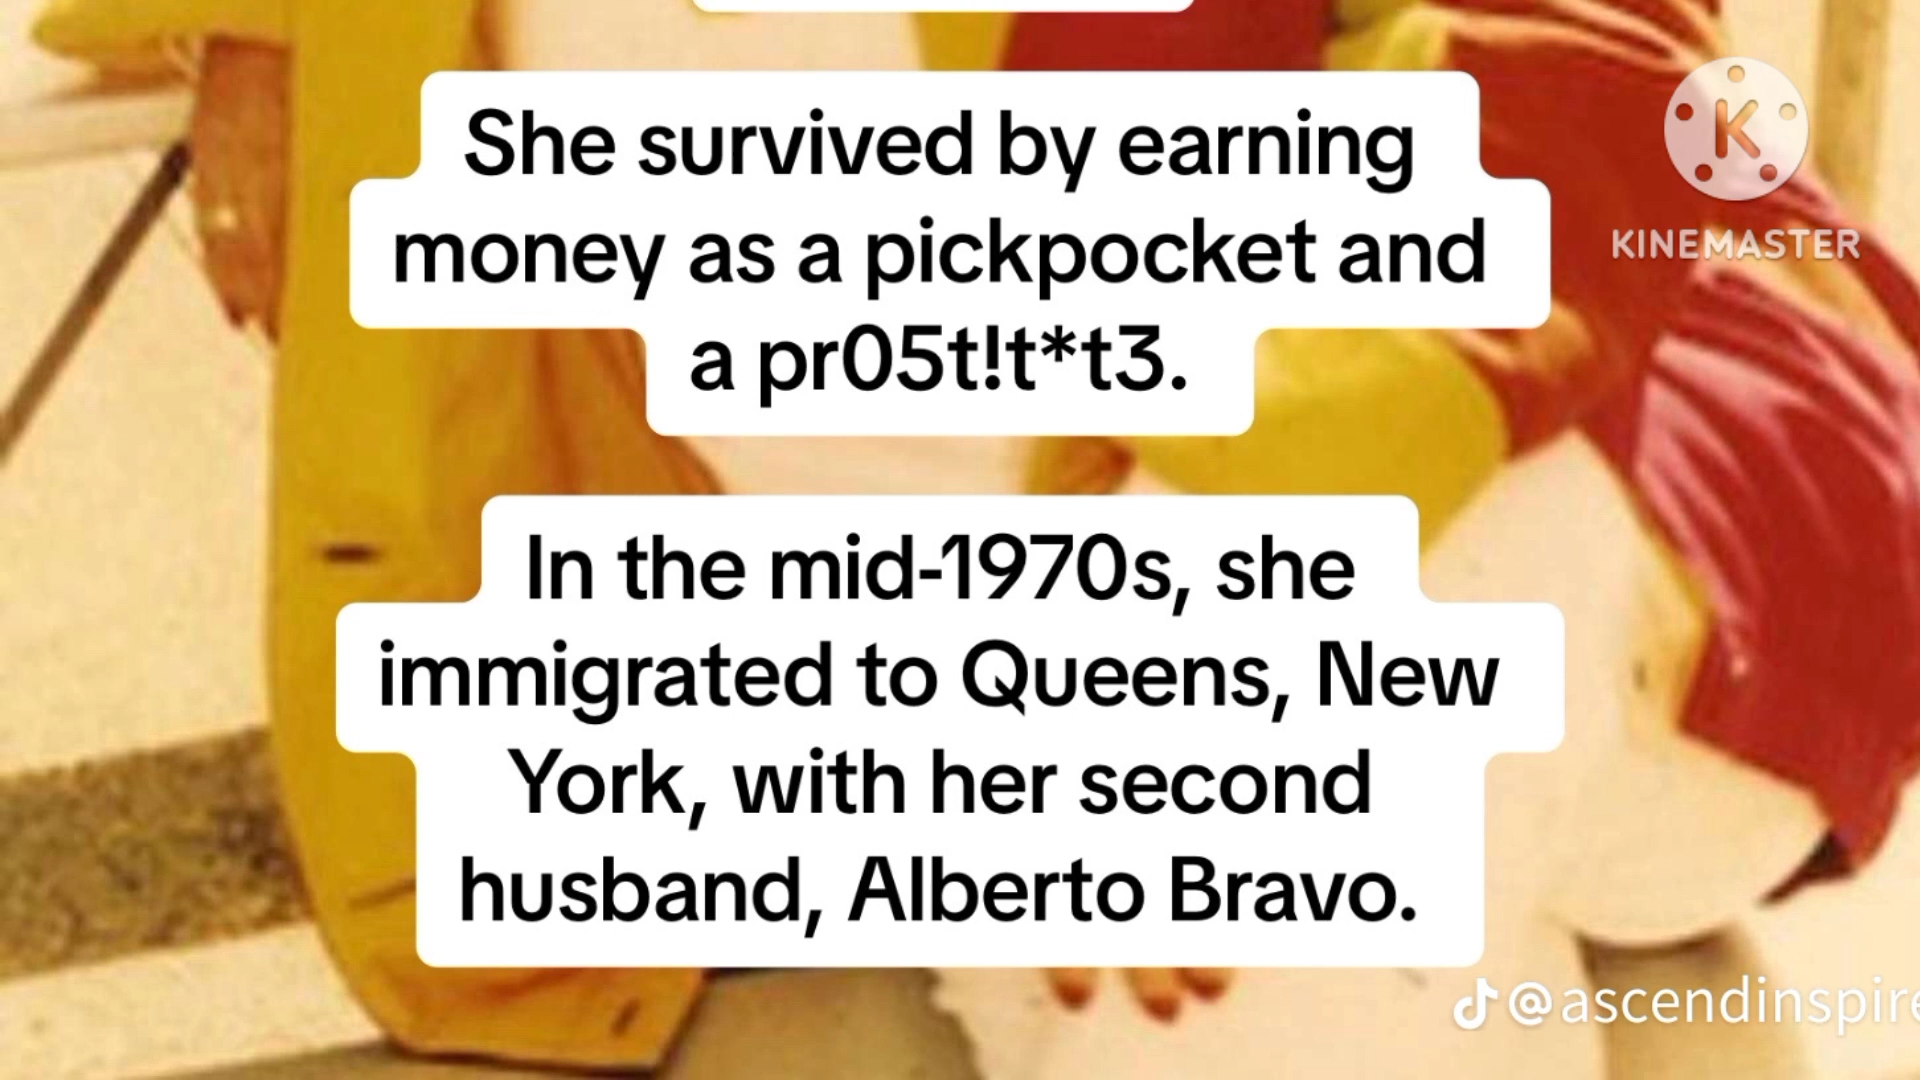 She survived by earning
money as a pickpocket and
a pr05t!t*t3.
In the mid-1970s, she
immigrated to Queens, New
York, with her second
husband, Alberto Bravo.
K
KINEMASTER
@ascendinspire